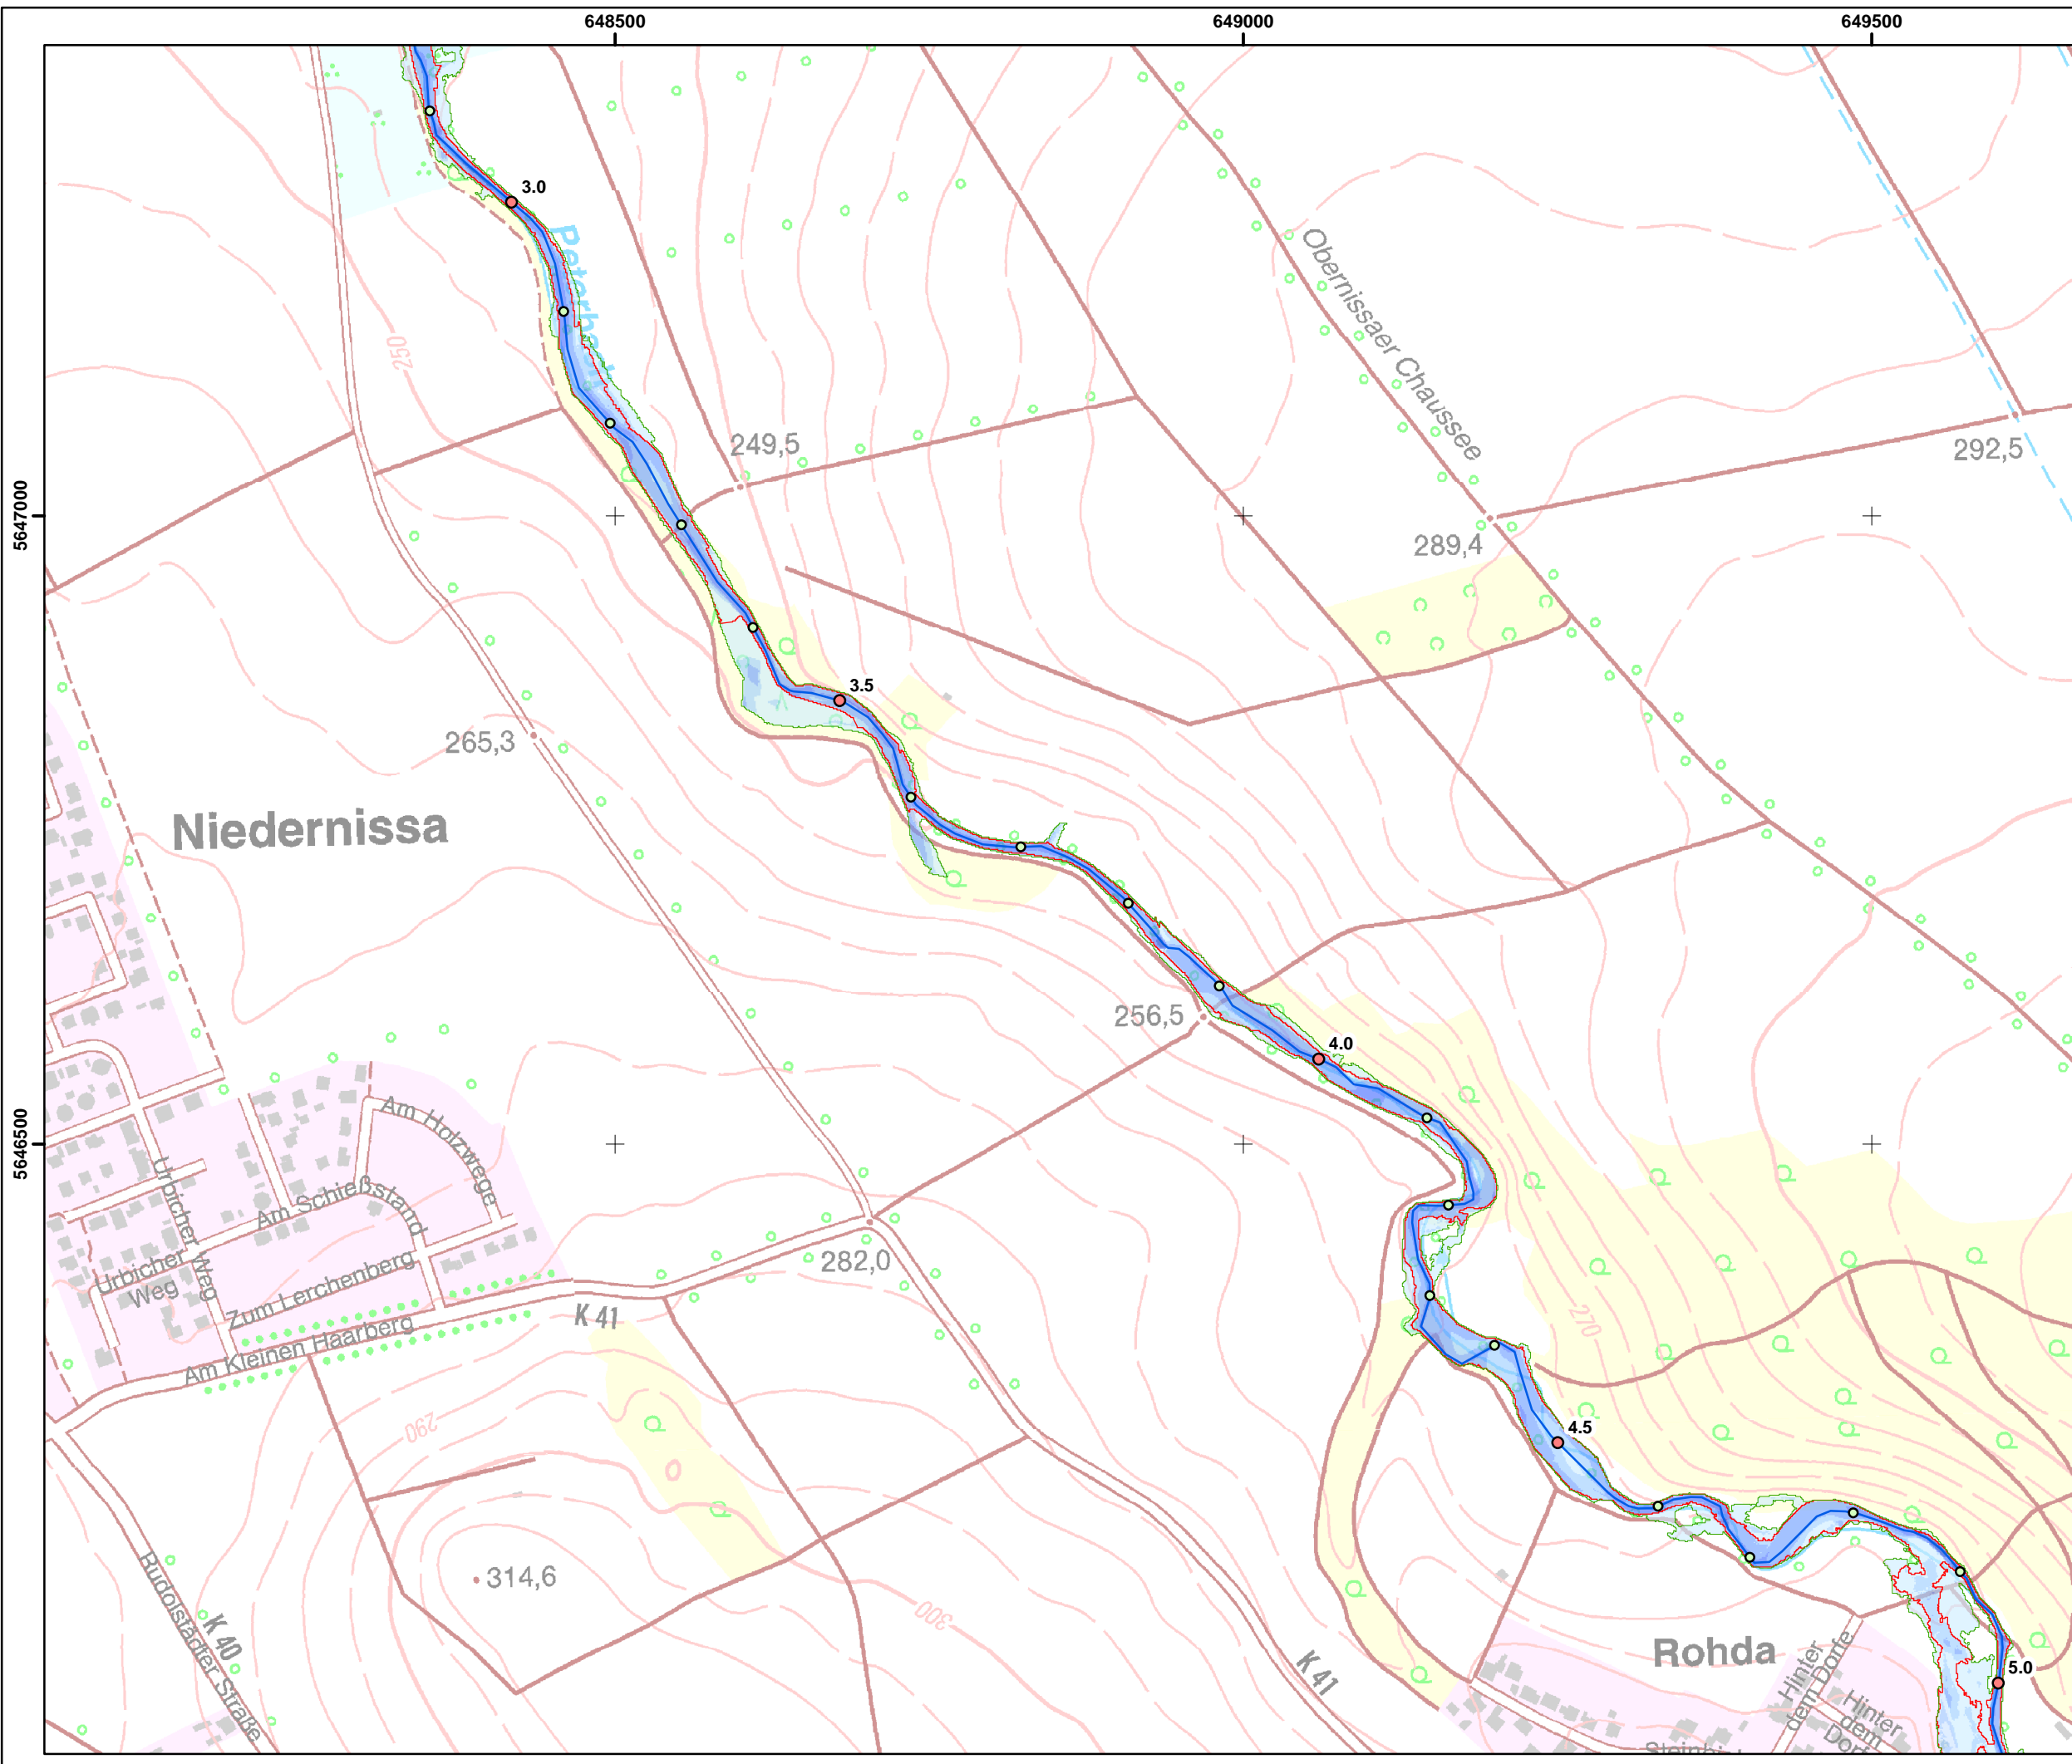 648500
649000
649500
3.0
Obernissaer Chaussee
250
249,5
292,5
5647000
289,4
3.5
265,3
Niedernissa
256,5
4.0
5646500
Am Holzwege
Urbicher Weg
Am Schießstand
282,0
Urbicher
Weg
Zum Lerchenberg
K 41
270
Am Kleinen Haarberg
290
4.5
314,6
300
Rudolstädter Straße
K 40
K 41
Rohda
Hinter
dem Dorfe
5.0
Hinter
dem